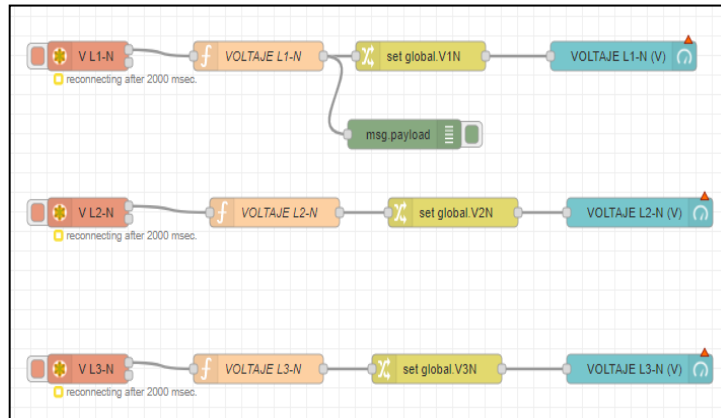 V L1-N
VOLTAJE L1-N
set global.V1N
VOLTAJE L1-N (V)
reconnecting after 2000 msec.
msg.payload
V L2-N
VOLTAJE L2-N
set global.V2N
VOLTAJE L2-N (V)
reconnecting after 2000 msec.
V L3-N
VOLTAJE L3-N
set global.V3N
VOLTAJE L3-N (V)
reconnecting after 2000 msec.